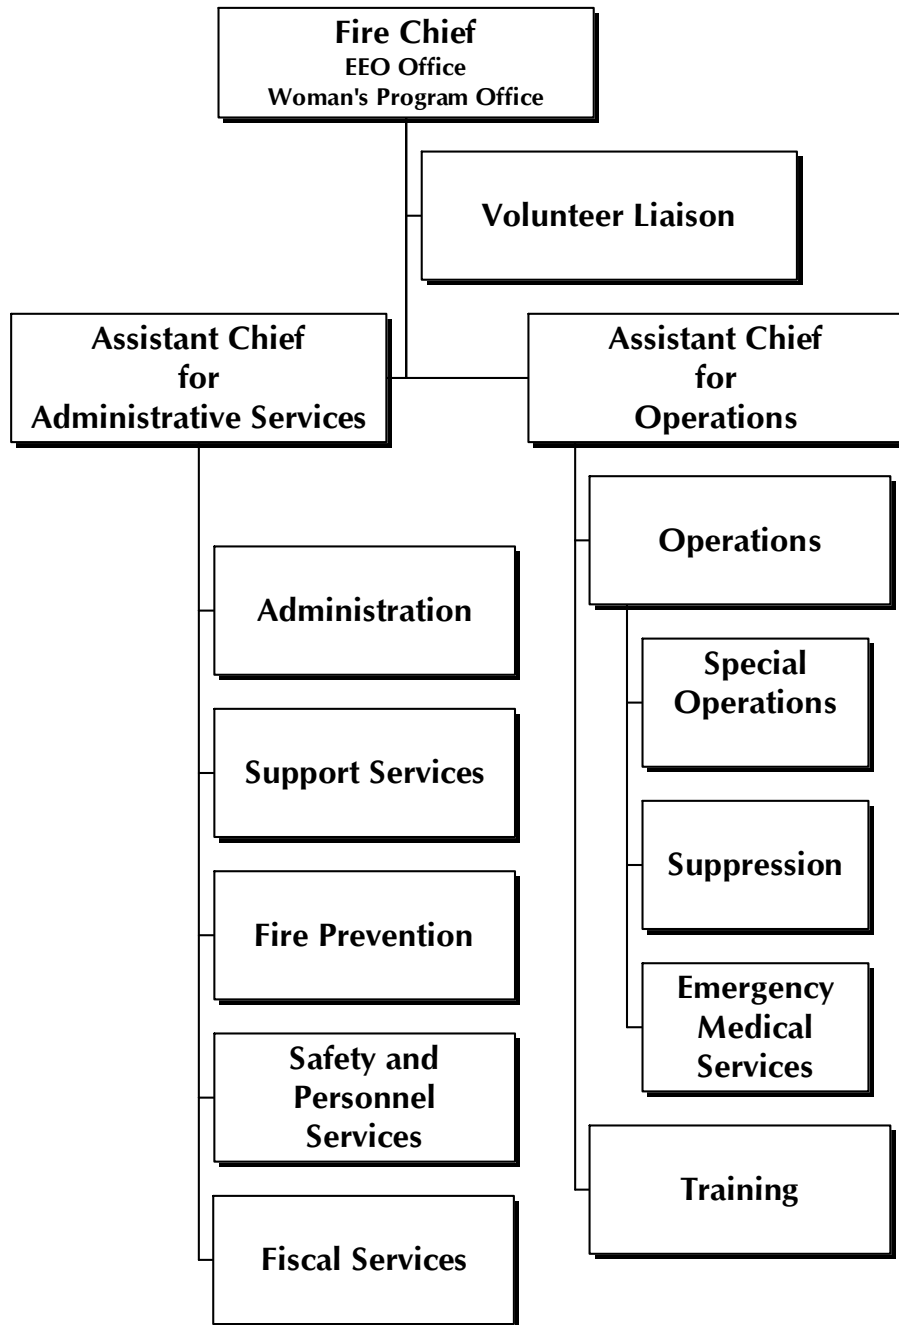 Fire Chief
EEO Office
Woman's Program Office
Volunteer Liaison
Assistant Chief
for
Administrative Services
Assistant Chief
for
Operations
Administration
Support Services
Fire Prevention
Safety and
Personnel
Services
Fiscal Services
Operations
Special
Operations
Suppression
Emergency
Medical
Services
Training